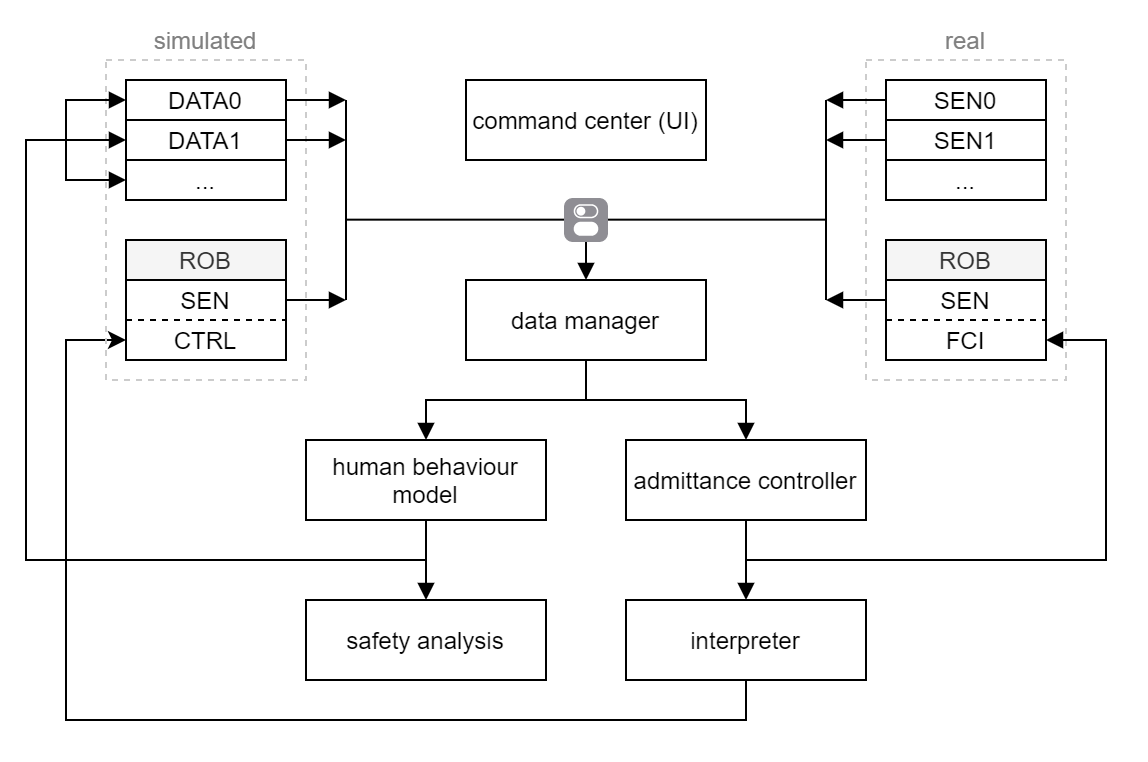 simulated
real
DATA0
DATA1
...
command center (UI)
SEN0
SEN1
...
ROB
SEN
CTRL
data manager
ROB
SEN
FCI
human behaviour
model
admittance controller
safety analysis
interpreter